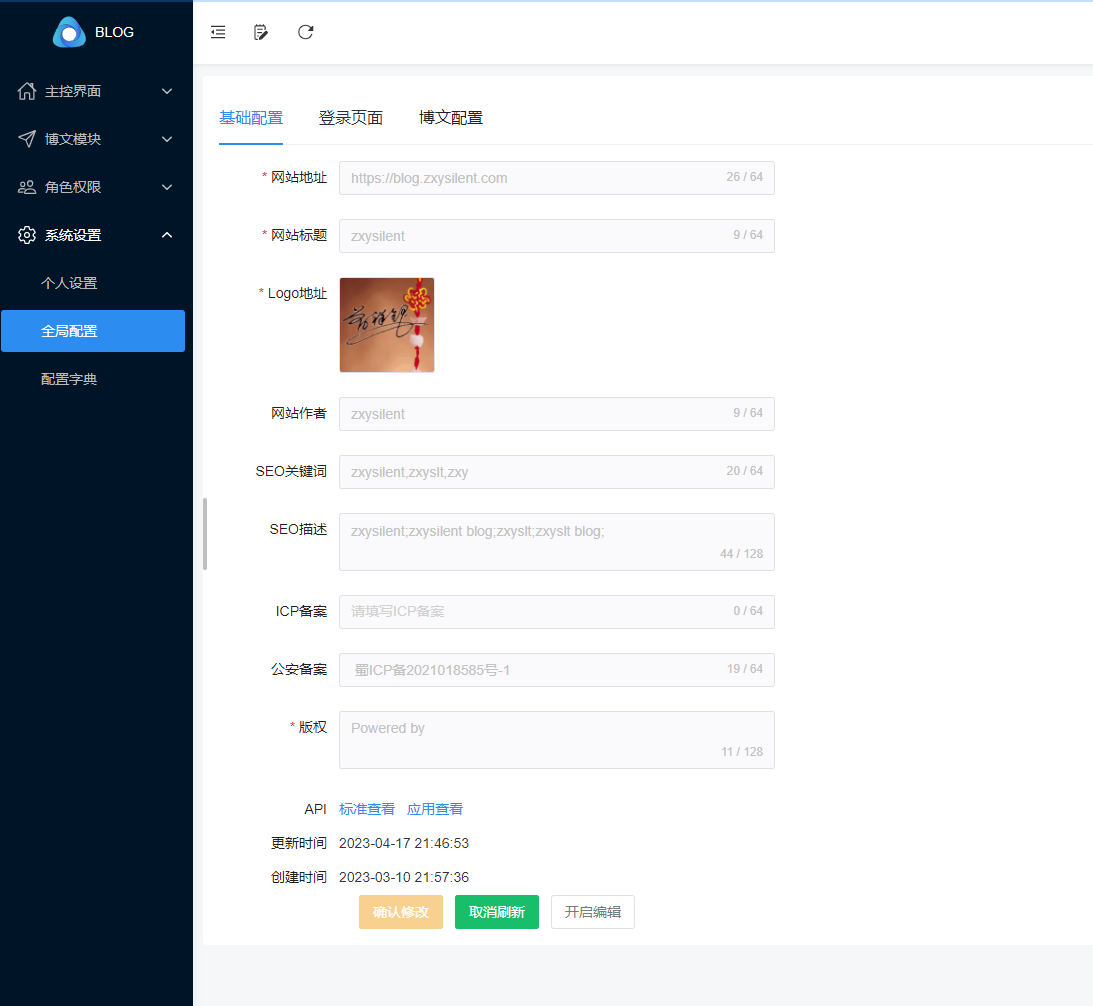 BLOG
主控界面
博文模块
角色权限
系统设置
个人设置
全局配置
配置字典
基础配置 登录页面 博文配置
* 网站地址 https://blog.zxysilent.com 26 / 64
* 网站标题 zxysilent 9 / 64
* Logo地址
网站作者 zxysilent 9 / 64
SEO关键词 zxysilent,zxyslt,zxy 20 / 64
SEO描述 zxysilent;zxysilent blog;zxyslt;zxyslt blog;
44 / 128
ICP备案 请填写ICP备案 0 / 64
公安备案 蜀ICP备2021018585号-1 19 / 64
* 版权 Powered by
11 / 128
API 标准查看 应用查看
更新时间 2023-04-17 21:46:53
创建时间 2023-03-10 21:57:36
确认修改 取消刷新 开启编辑